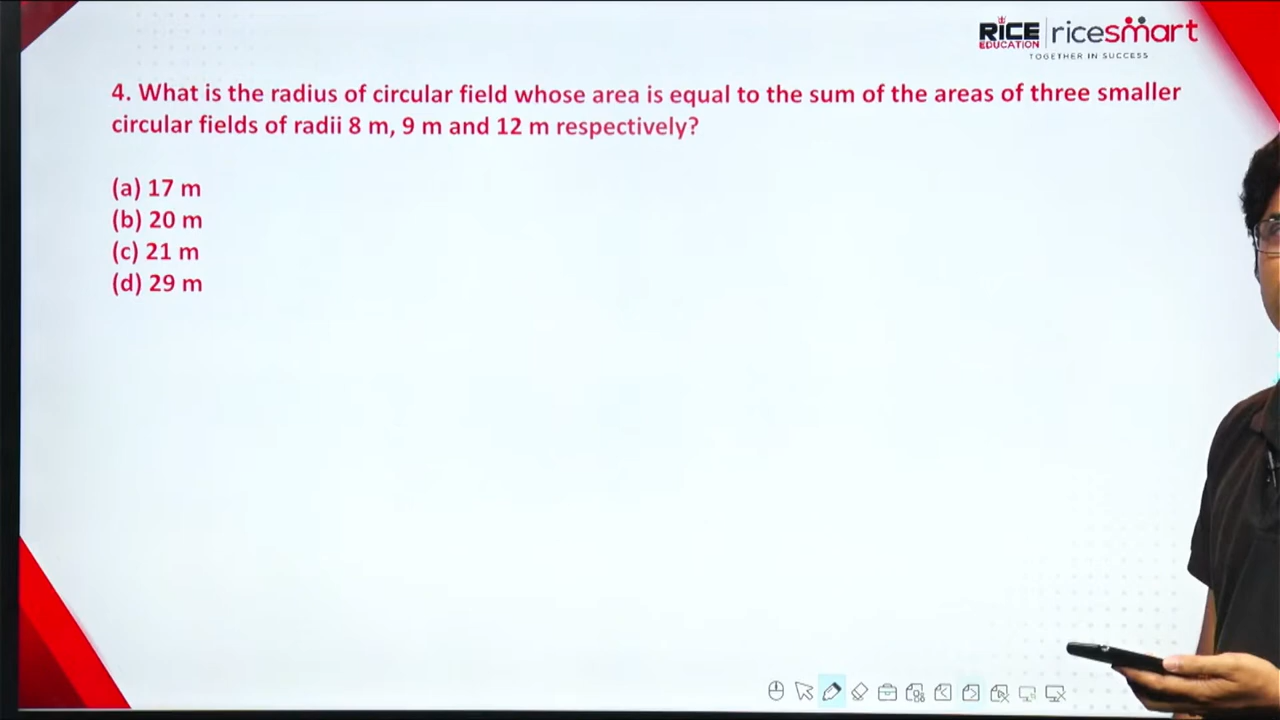 RICE
EDUCATION
ricesmart
TOGETHER IN SUCCESS
4. What is the radius of circular field whose area is equal to the sum of the areas of three smaller
circular fields of radii 8 m, 9 m and 12 m respectively?
(a) 17 m
(b) 20 m
(c) 21 m
(d) 29 m